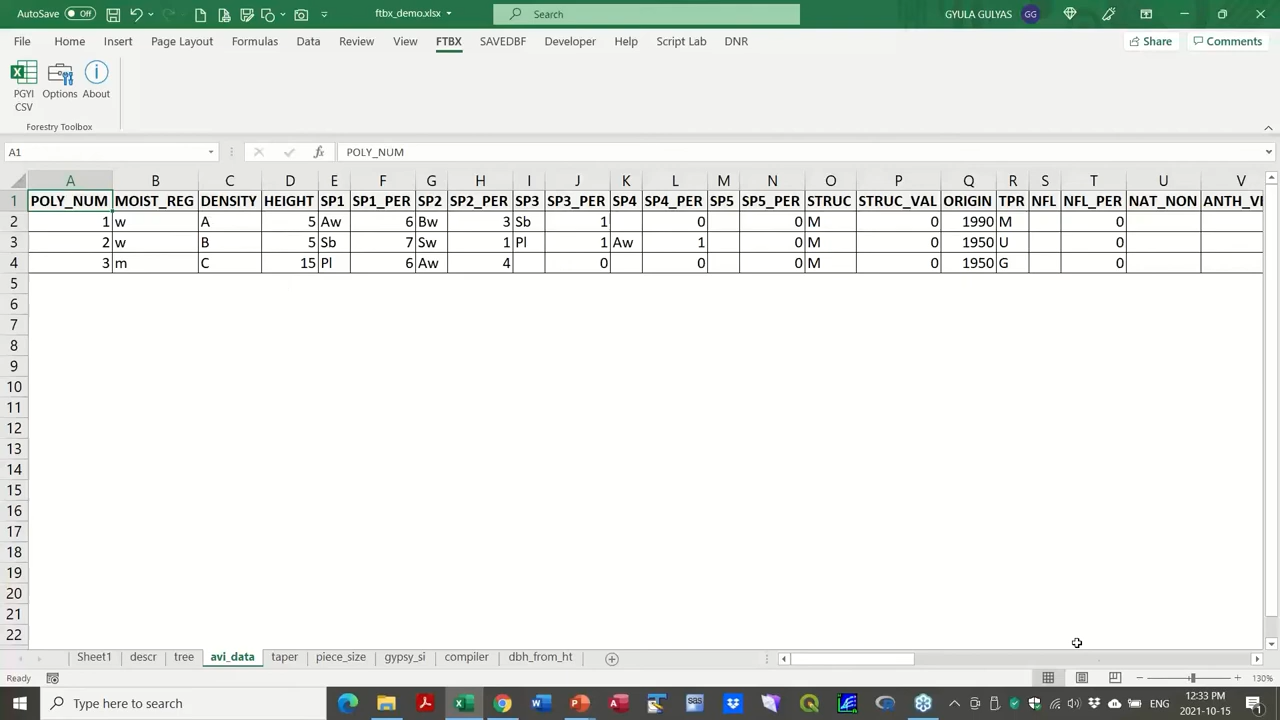 AutoSave Off ftbx_demo.xlsx Search GYULA GULYAS GG
File Home Insert Page Layout Formulas Data Review View FTBX SAVEDBF Developer Help Script Lab DNR Share Comments
PGYI CSV Options About
Forestry Toolbox
A1 fx POLY_NUM
A B C D E F G H I J K L M N O P Q R S T U V
1 POLY_NUM MOIST_REG DENSITY HEIGHT SP1 SP1_PER SP2 SP2_PER SP3 SP3_PER SP4 SP4_PER SP5 SP5_PER STRUC STRUC_VAL ORIGIN TPR NFL NFL_PER NAT_NON ANTH_VE
2 1 w A 5 Aw 6 Bw 3 Sb 1 0 0 M 0 1990 M 0
3 2 w B 5 Sb 7 Sw 1 Pl 1 Aw 1 0 M 0 1950 U 0
4 3 m C 15 Pl 6 Aw 4 0 0 0 M 0 1950 G 0
5
6
7
8
9
10
11
12
13
14
15
16
17
18
19
20
21
22
Sheet1 descr tree avi_data taper piece_size gypsy_si compiler dbh_from_ht
Ready 130%
Type here to search ENG 12:33 PM
2021-10-15